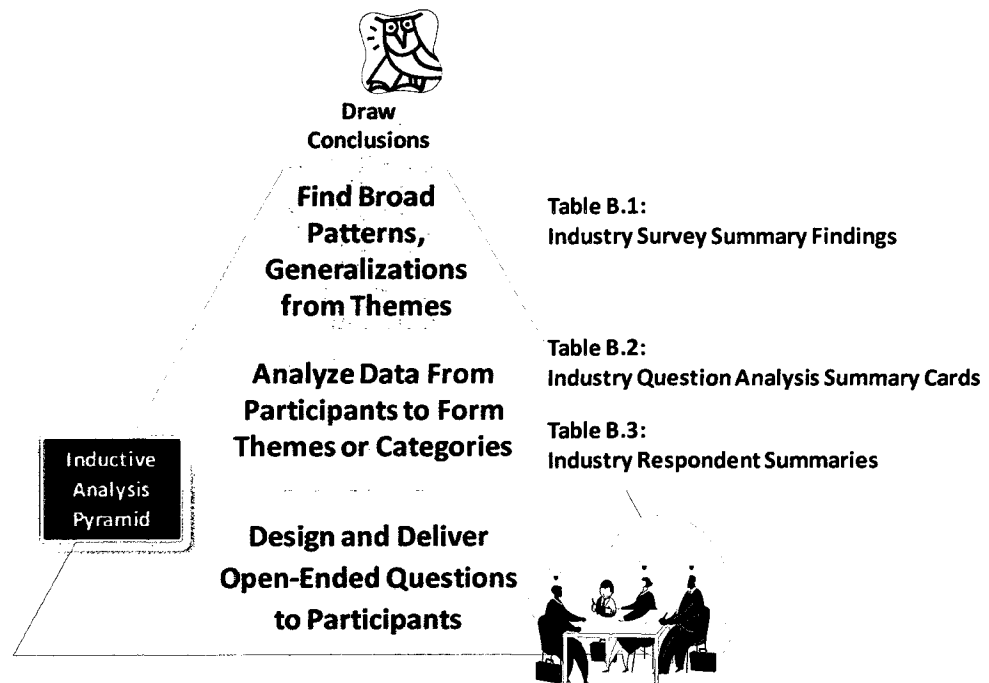 Draw
Conclusions
Find Broad
Patterns,
Generalizations
from Themes
Table B.1:
Industry Survey Summary Findings
Analyze Data From
Participants to Form
Themes or Categories
Table B.2:
Industry Question Analysis Summary Cards
Table B.3:
Industry Respondent Summaries
Inductive
Analysis
Pyramid
Design and Deliver
Open-Ended Questions
to Participants